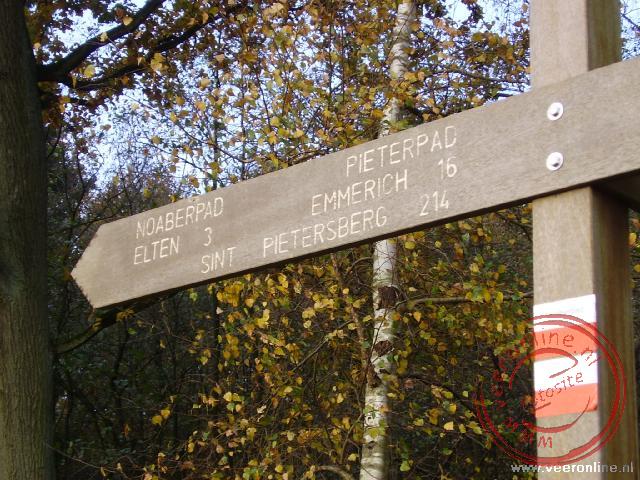 NOABERPAD
ELTEN 3
PIETERPAD
EMMERICH 16
SINT PIETERSBERG 214
www.veeronline.nl